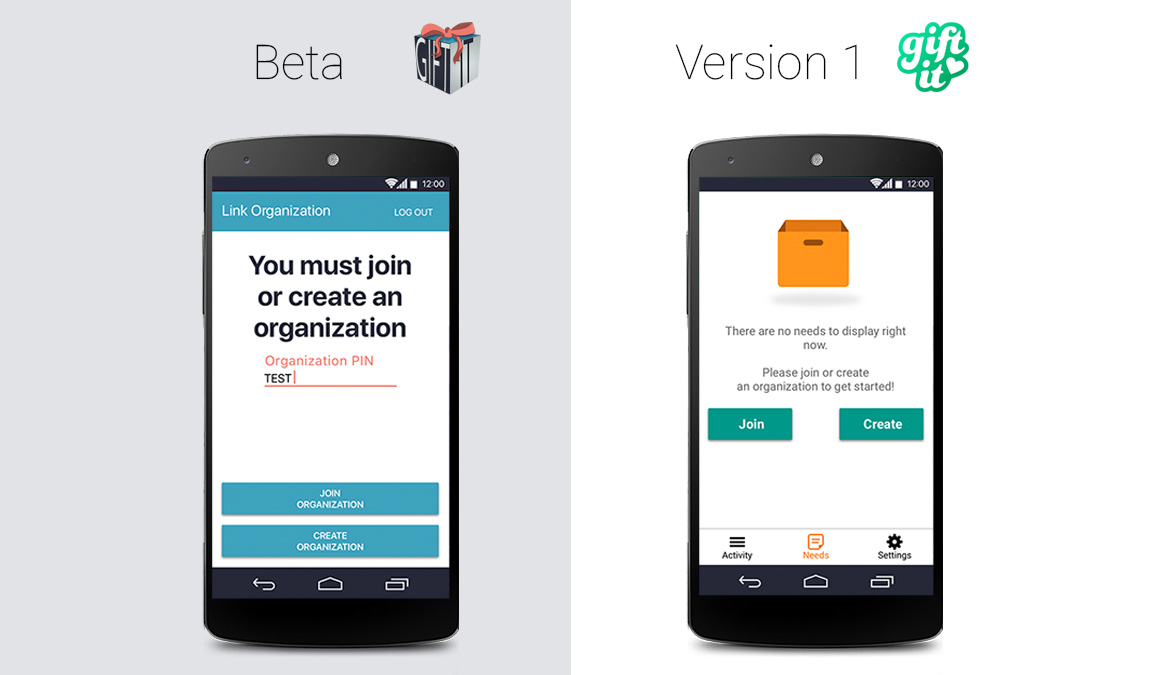 Beta
GIFT IT
12:00
Link Organization
LOG OUT
You must join
or create an
organization
Organization PIN
TEST
JOIN
ORGANIZATION
CREATE
ORGANIZATION
Version 1
gift
it
12:00
There are no needs to display right
now.
Please join or create
an organization to get started!
Join
Create
Activity
Needs
Settings